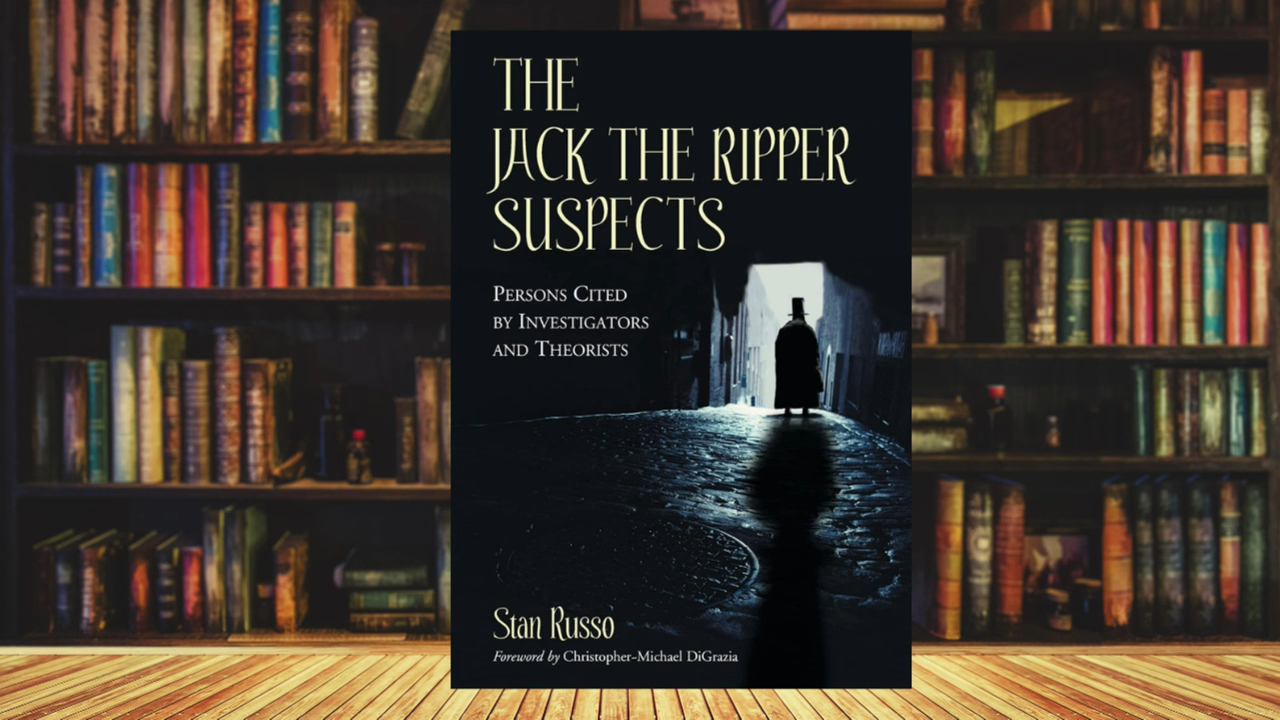 THE
JACK THE RIPPER
SUSPECTS
PERSONS CITED
BY INVESTIGATORS
AND THEORISTS
Stan Russo
Foreword by Christopher-Michael DiGrazia